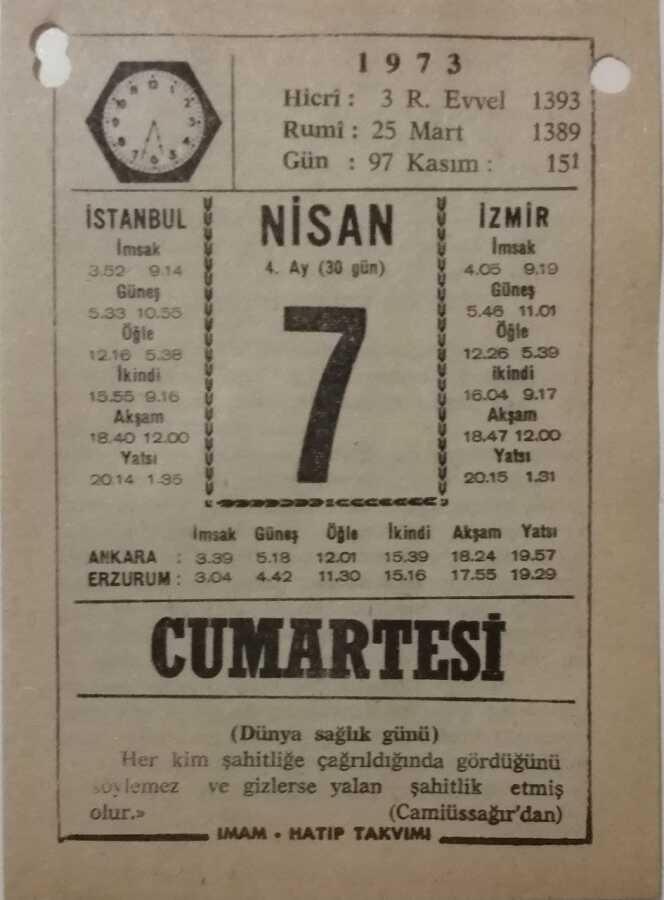 1973
Hicrî : 3 R. Evvel 1393
Rumî : 25 Mart 1389
Gün : 97 Kasım : 151
İSTANBUL
İmsak
3.52 9.14
Güneş
5.33 10.55
Öğle
12.16 5.38
İkindi
15.55 9.16
Akşam
18.40 12.00
Yatsı
20.14 1.35
NİSAN
4. Ay (30 gün)
7
İZMİR
İmsak
4.05 9.19
Güneş
5.46 11.01
Öğle
12.26 5.39
ikindi
16.04 9.17
Akşam
18.47 12.00
Yatsı
20.15 1.31
İmsak Güneş Öğle İkindi Akşam Yatsı
ANKARA : 3.39 5.18 12.01 15.39 18.24 19.57
ERZURUM : 3.04 4.42 11.30 15.16 17.55 19.29
CUMARTESİ
(Dünya sağlık günü)
Her kim şahitliğe çağrıldığında gördüğünü
söylemez ve gizlerse yalan şahitlik etmiş
olur.» (Camiüssağır'dan)
İMAM • HATİP TAKVİMİ